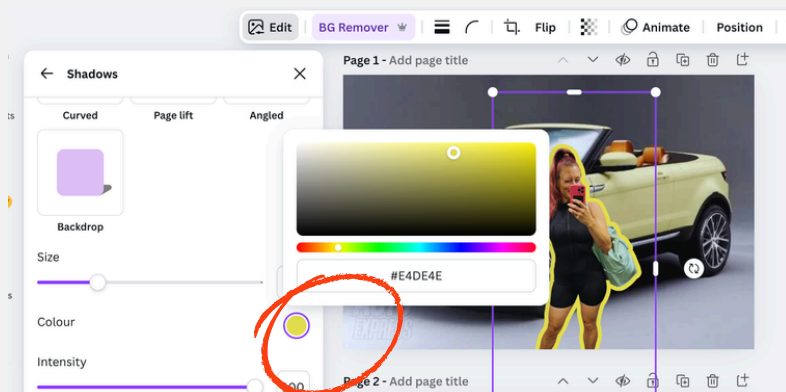 Edit BG Remover Flip Animate Position
Shadows
Page 1 - Add page title
Curved Page lift Angled
Backdrop
Size
#E4DE4E
Colour
EXPRESS
Intensity
Page 2 - Add page title